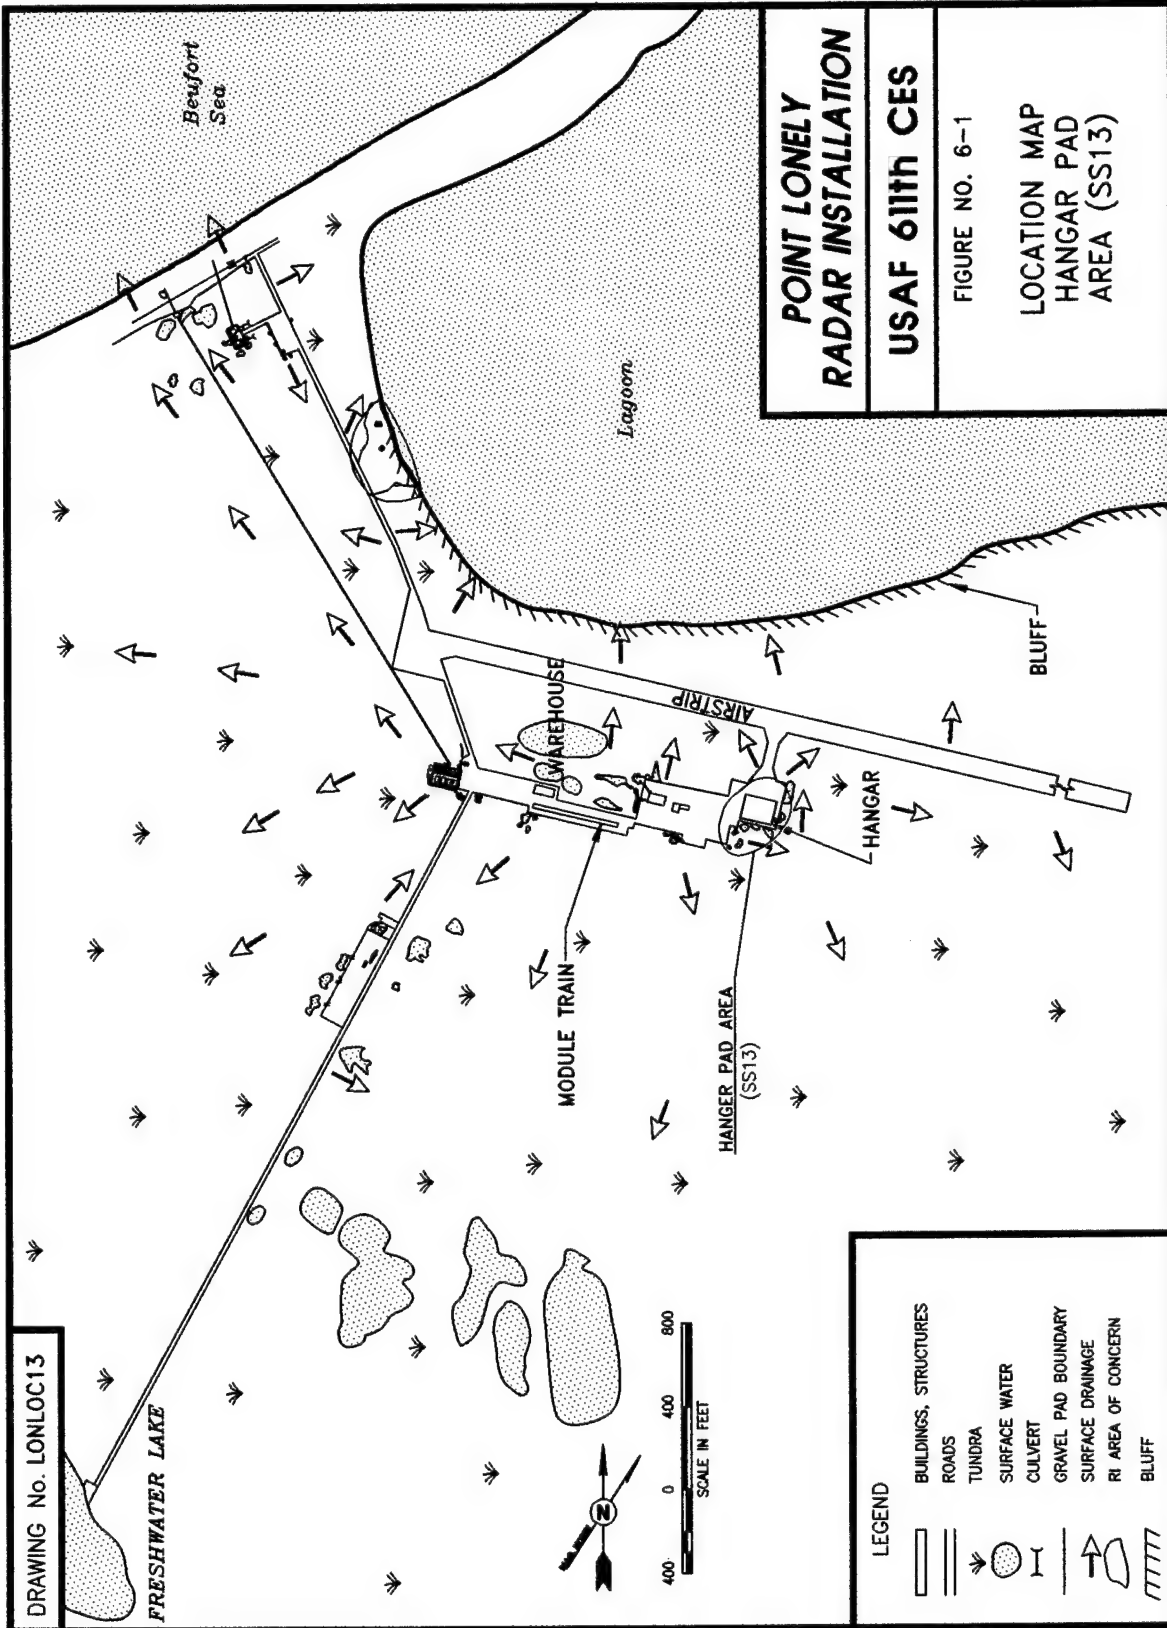 DRAWING No. LONLOC13
FRESHWATER LAKE
Beufort
Sea
Lagoon
WAREHOUSE
AIRSTRIP
BLUFF
HANGAR
MODULE TRAIN
HANGER PAD AREA
(SS13)
N
400 0 400 800
SCALE IN FEET
LEGEND
BUILDINGS, STRUCTURES
ROADS
TUNDRA
SURFACE WATER
CULVERT
GRAVEL PAD BOUNDARY
SURFACE DRAINAGE
RI AREA OF CONCERN
BLUFF
POINT LONELY
RADAR INSTALLATION
USAF 611th CES
FIGURE NO. 6-1
LOCATION MAP
HANGAR PAD
AREA (SS13)